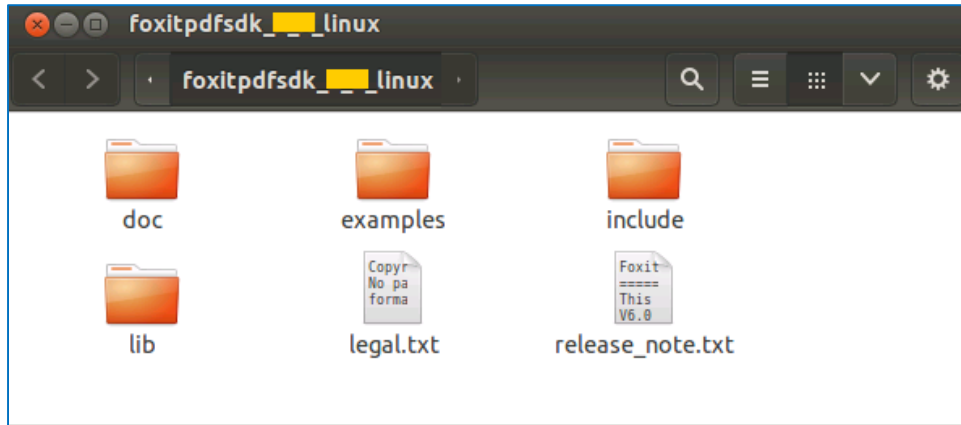 foxitpdfsdk_ _ _linux
foxitpdfsdk_ _ _linux
doc
examples
include
Copyr
No pa
forma
Foxit
=====
This
V6.0
lib
legal.txt
release_note.txt